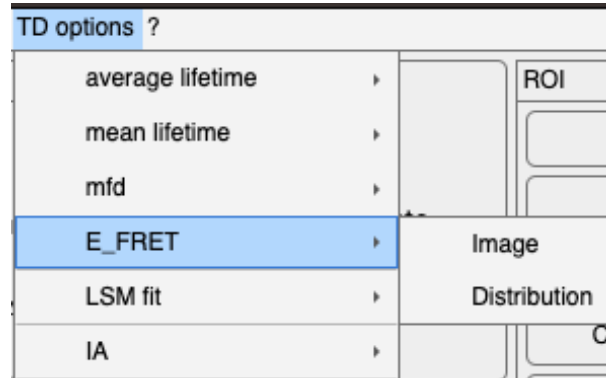 TD options ?
average lifetime
ROI
mean lifetime
mfd
E_FRET
Image
LSM fit
Distribution
IA